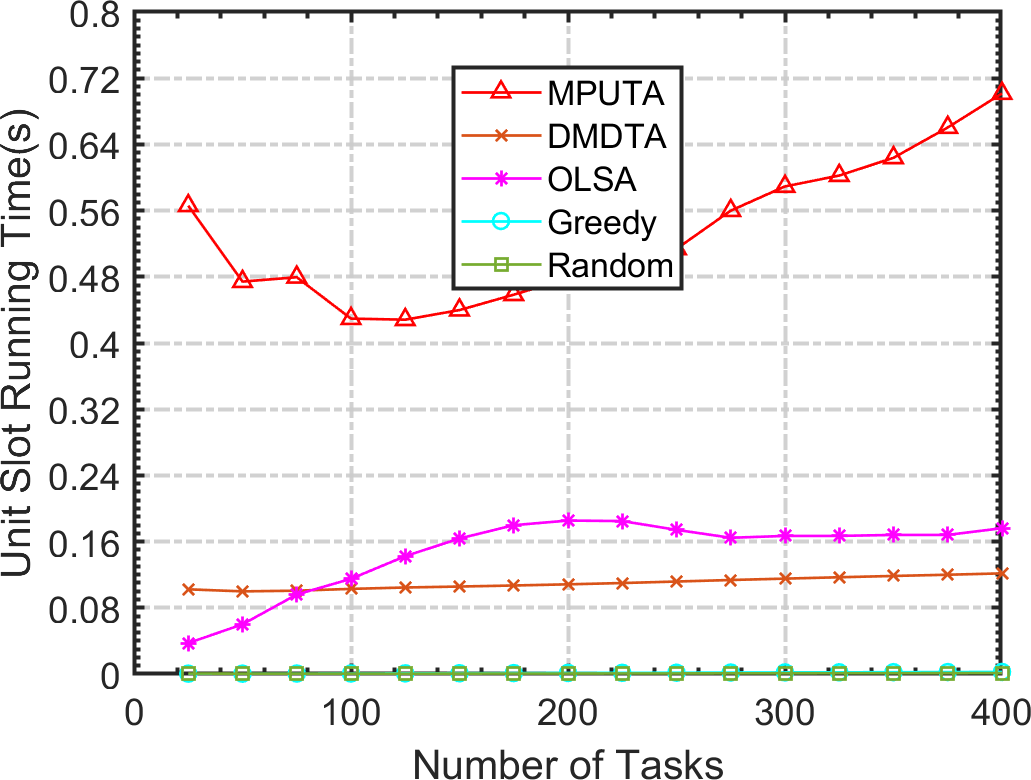 Unit Slot Running Time(s)
0.8
0.72
0.64
0.56
0.48
0.4
0.32
0.24
0.16
0.08
0
MPUTA
DMDTA
OLSA
Greedy
Random
0 100 200 300 400
Number of Tasks